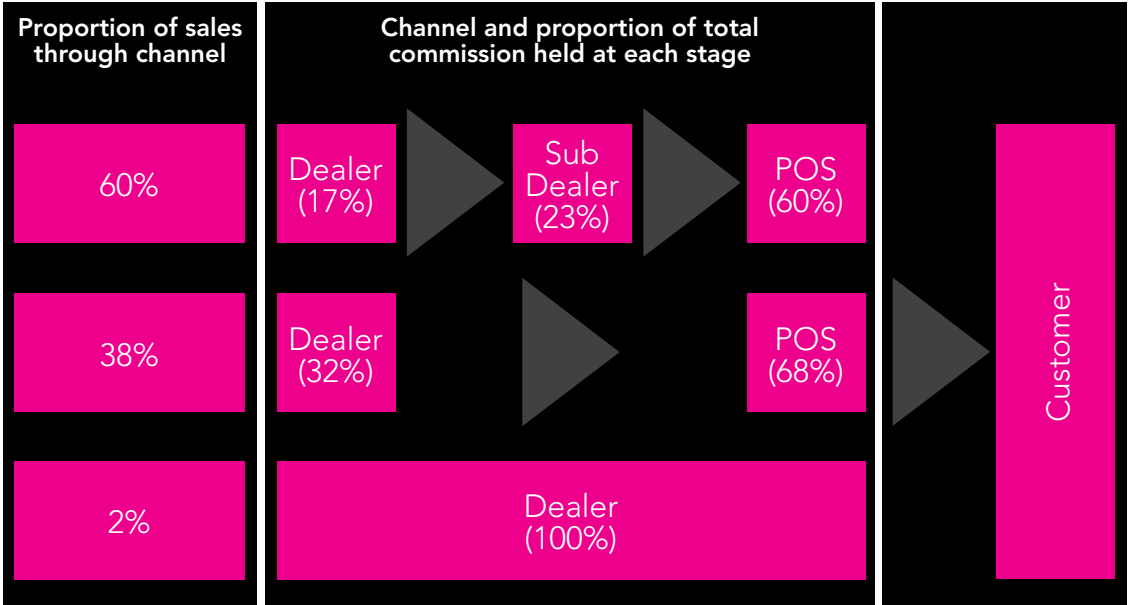 Proportion of sales
through channel
Channel and proportion of total
commission held at each stage
60%
Dealer
(17%)
Sub
Dealer
(23%)
POS
(60%)
38%
Dealer
(32%)
POS
(68%)
2%
Dealer
(100%)
Customer